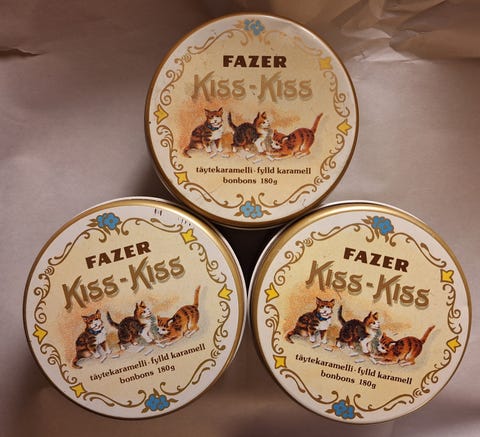 FAZER
Kiss-Kiss
täytekaramelli · fylld karamell
bonbons 180g
FAZER
Kiss-Kiss
täytekaramelli · fylld karamell
bonbons 180g
FAZER
Kiss-Kiss
täytekaramelli · fylld karamell
bonbons 180g